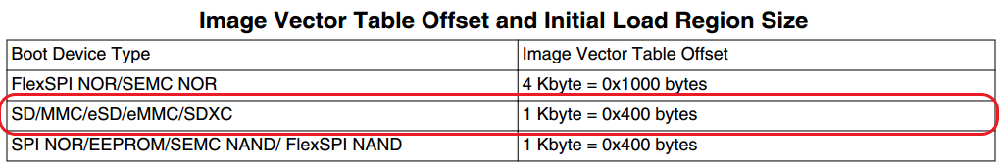 Image Vector Table Offset and Initial Load Region Size
Boot Device Type Image Vector Table Offset
FlexSPI NOR/SEMC NOR 4 Kbyte = 0x1000 bytes
SD/MMC/eSD/eMMC/SDXC 1 Kbyte = 0x400 bytes
SPI NOR/EEPROM/SEMC NAND/ FlexSPI NAND 1 Kbyte = 0x400 bytes